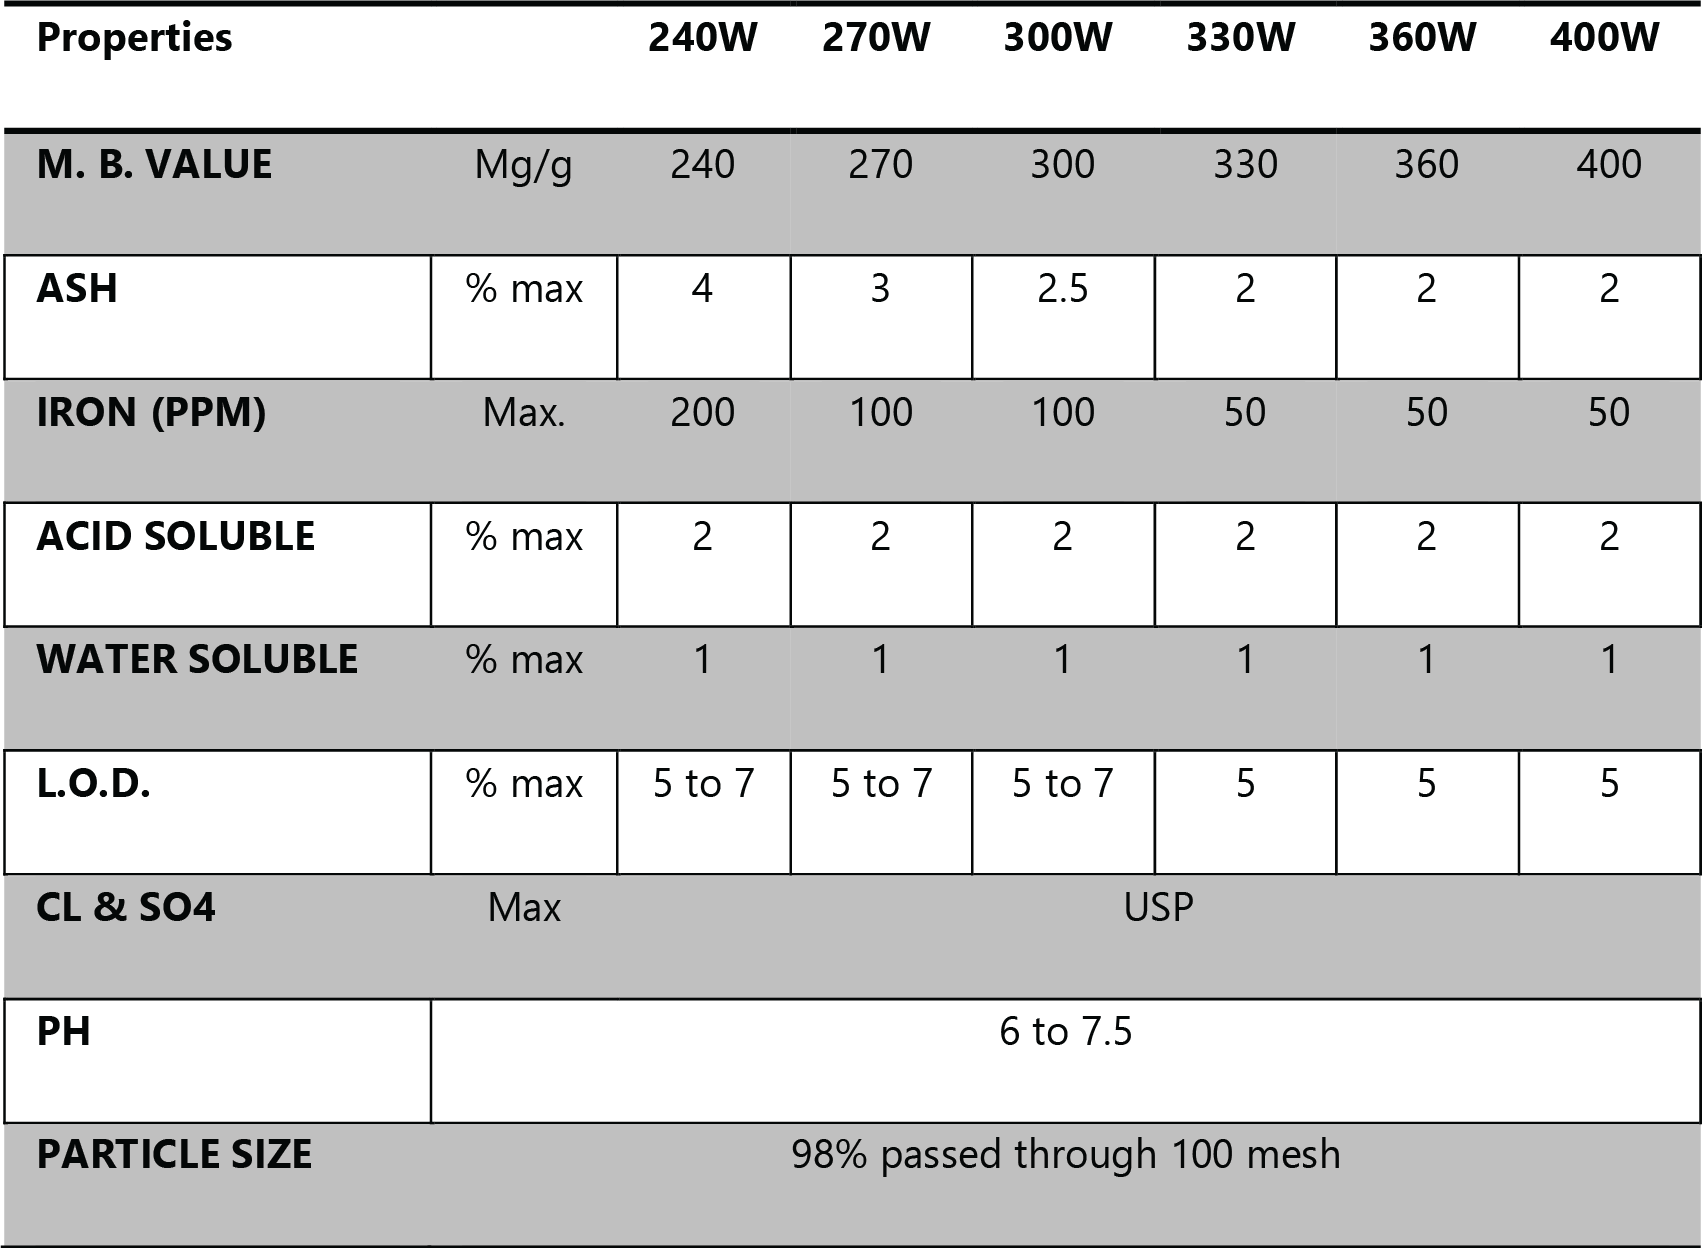 Properties 240W 270W 300W 330W 360W 400W
M. B. VALUE Mg/g 240 270 300 330 360 400
ASH % max 4 3 2.5 2 2 2
IRON (PPM) Max. 200 100 100 50 50 50
ACID SOLUBLE % max 2 2 2 2 2 2
WATER SOLUBLE % max 1 1 1 1 1 1
L.O.D. % max 5 to 7 5 to 7 5 to 7 5 5 5
CL & SO4 Max USP
PH 6 to 7.5
PARTICLE SIZE 98% passed through 100 mesh